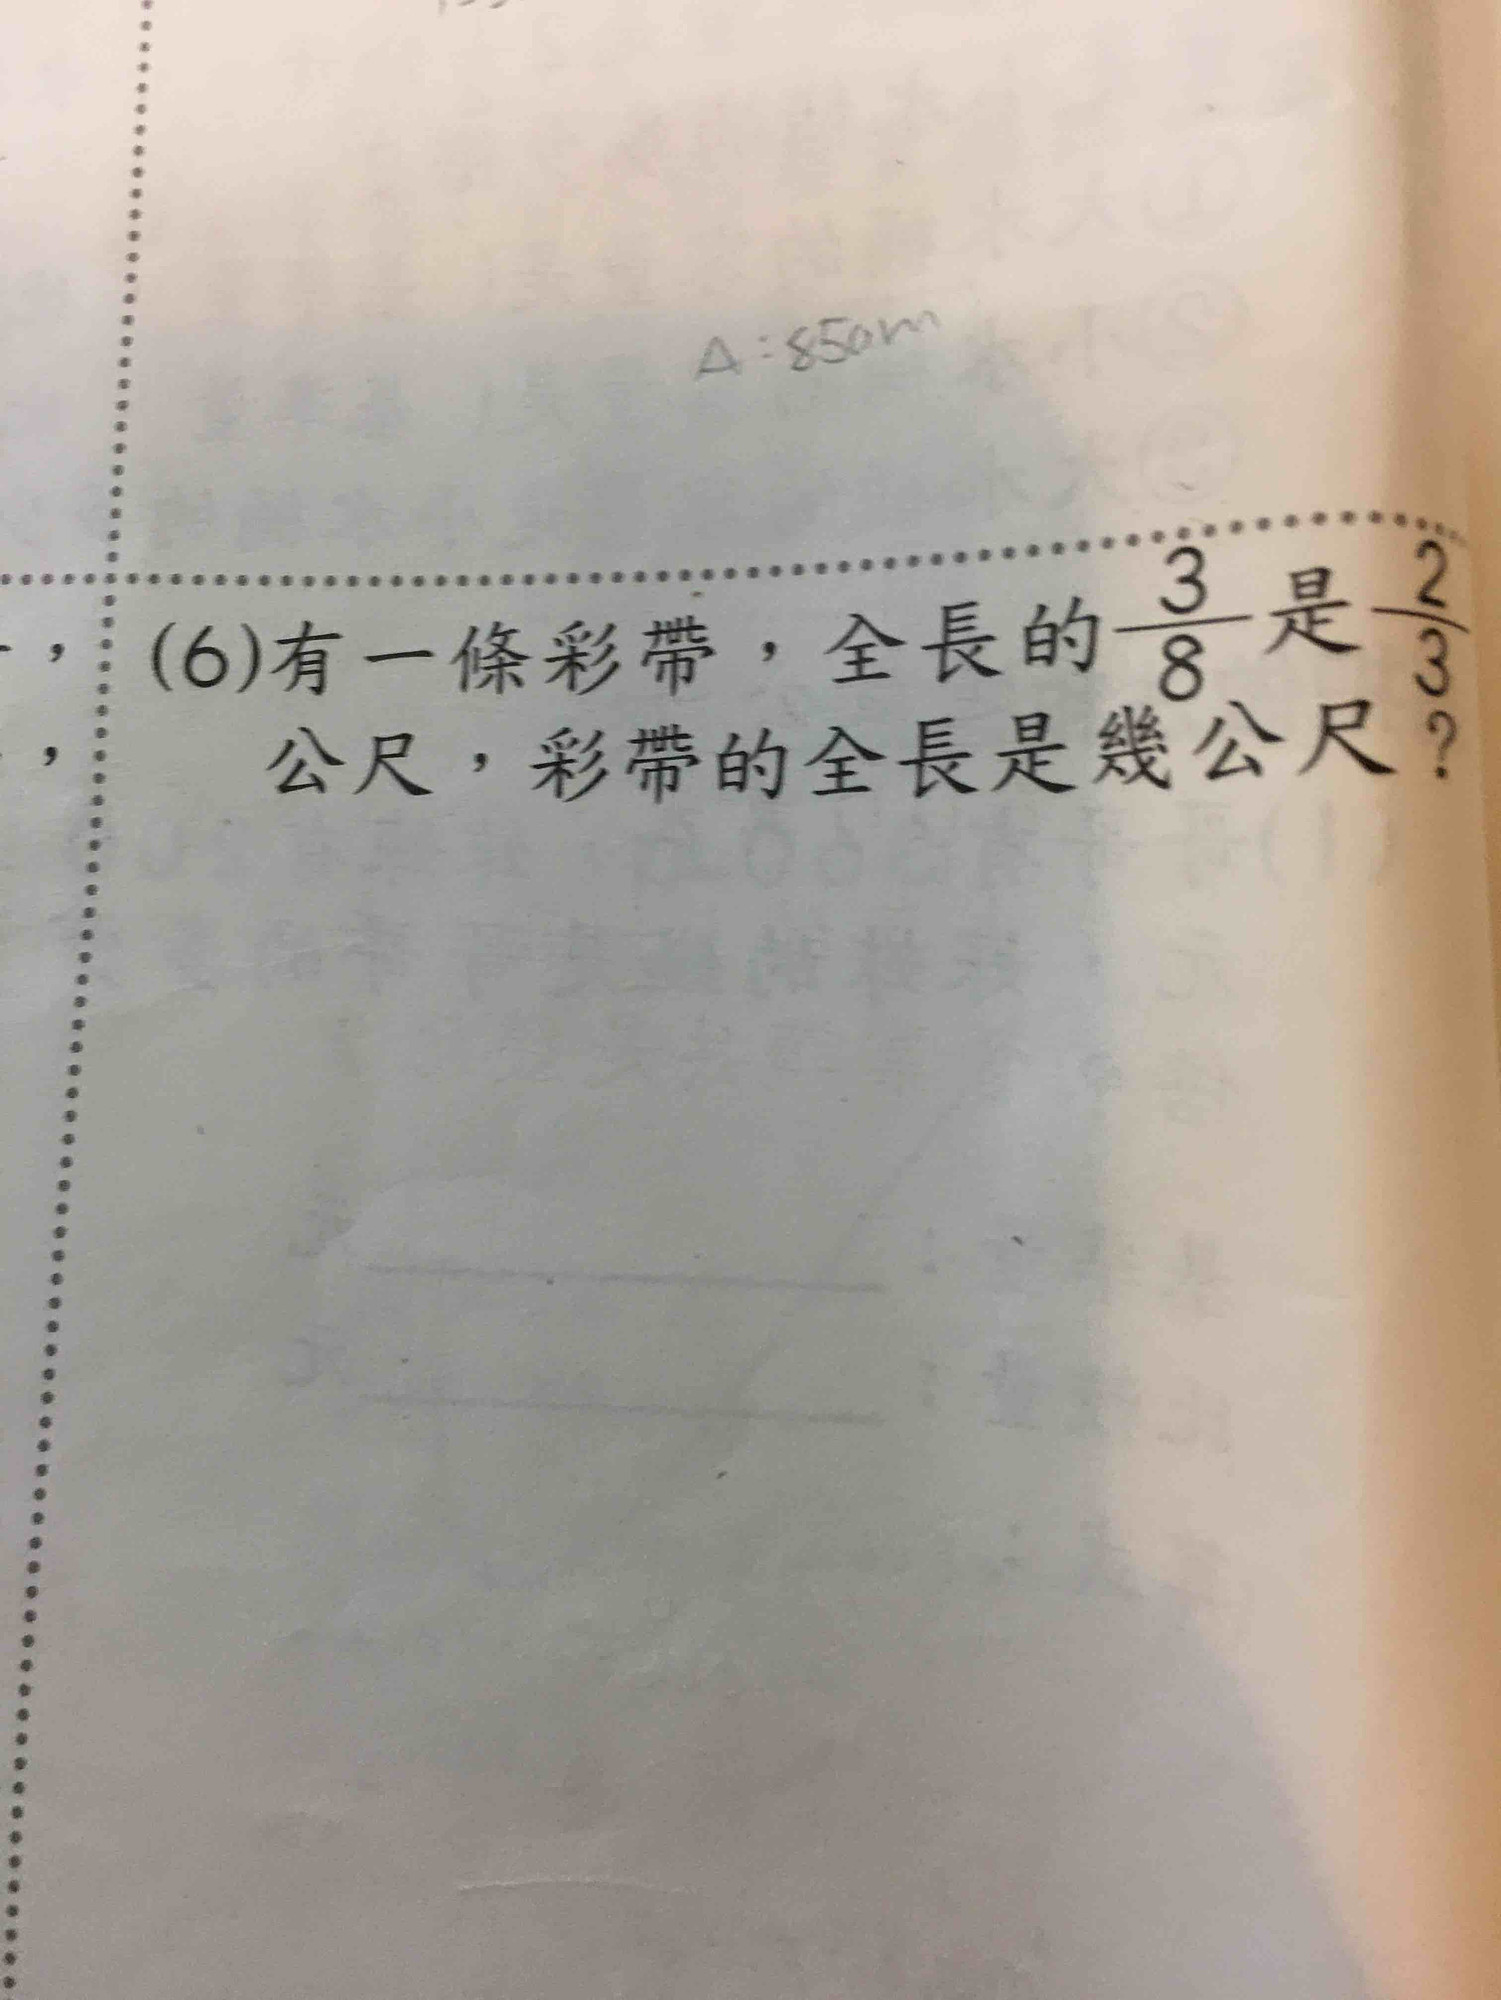 A:850m
(6)有一條彩帶，全長的3/8是2/3
公尺，彩帶的全長是幾公尺？